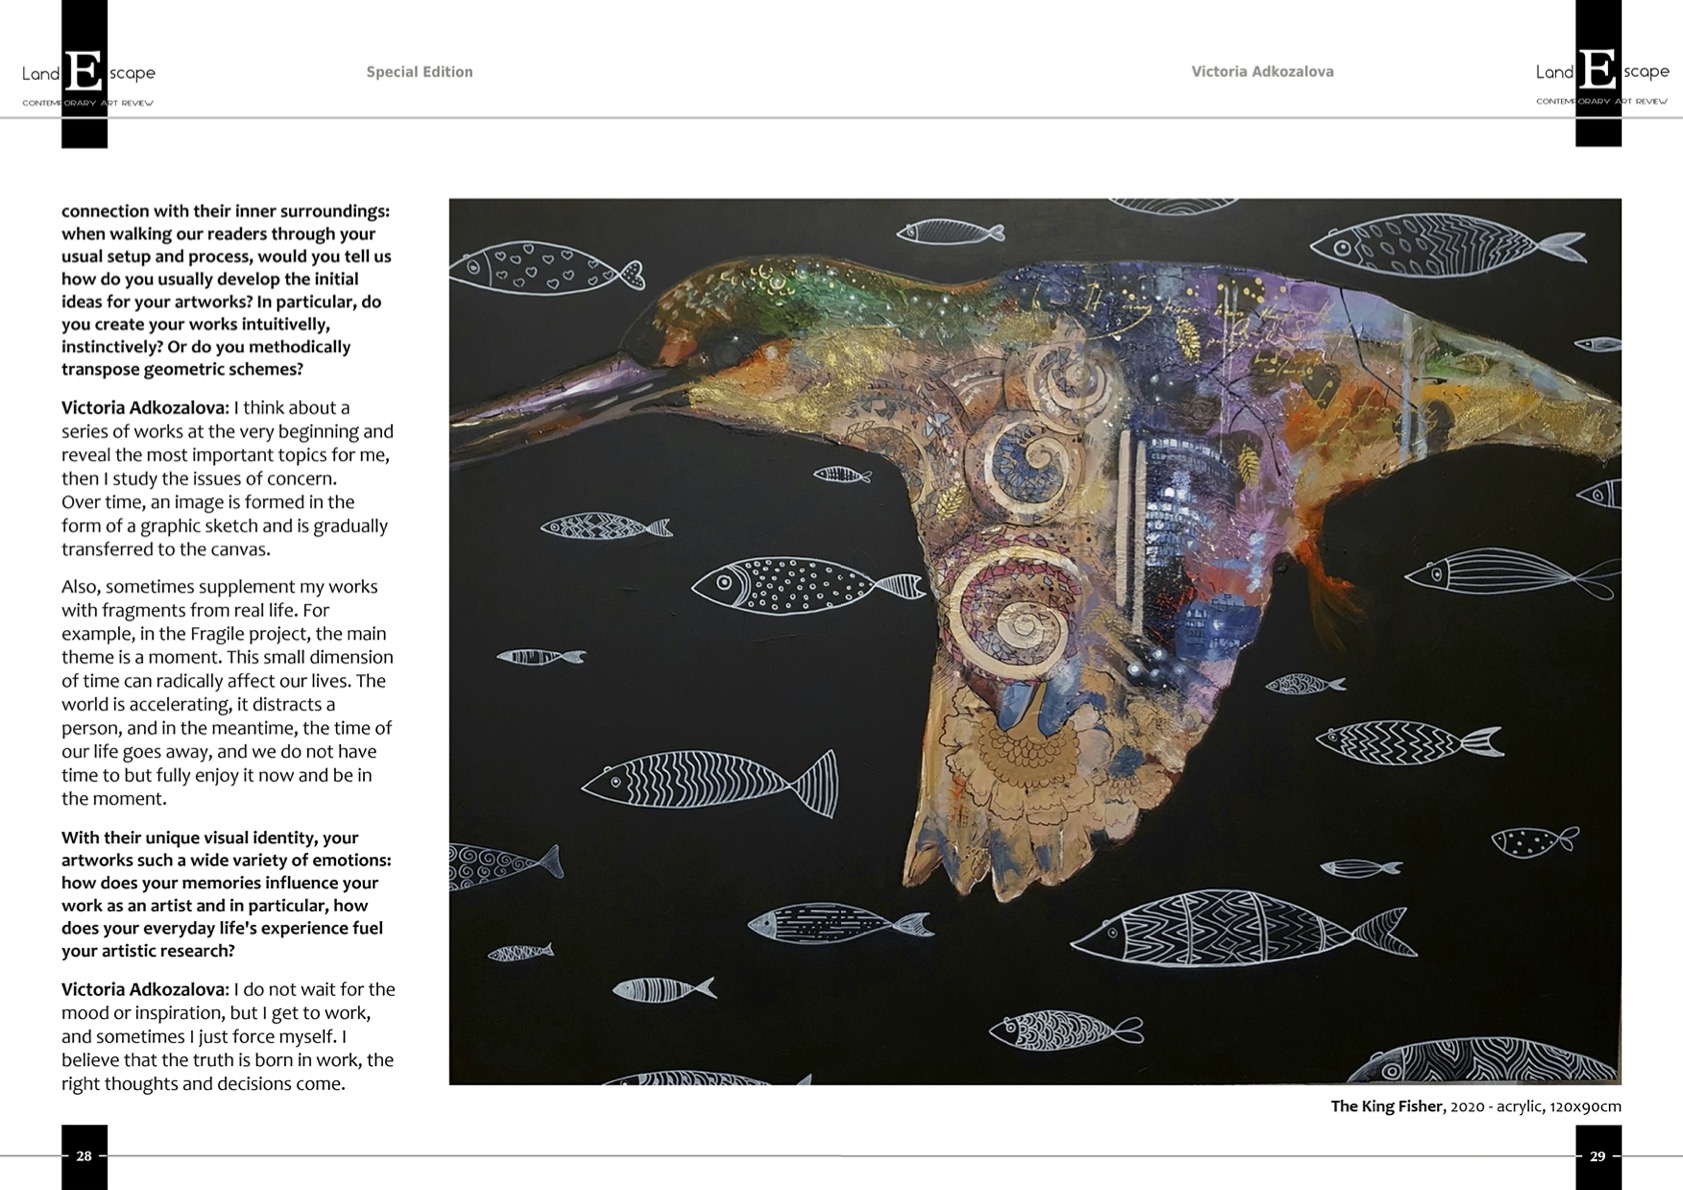 Land E scape
CONTEMPORARY ART REVIEW
Special Edition
Victoria Adkozalova
Land E scape
CONTEMPORARY ART REVIEW
connection with their inner surroundings:
when walking our readers through your
usual setup and process, would you tell us
how do you usually develop the initial
ideas for your artworks? In particular, do
you create your works intuitivelly,
instinctively? Or do you methodically
transpose geometric schemes?
Victoria Adkozalova: I think about a
series of works at the very beginning and
reveal the most important topics for me,
then I study the issues of concern.
Over time, an image is formed in the
form of a graphic sketch and is gradually
transferred to the canvas.
Also, sometimes supplement my works
with fragments from real life. For
example, in the Fragile project, the main
theme is a moment. This small dimension
of time can radically affect our lives. The
world is accelerating, it distracts a
person, and in the meantime, the time of
our life goes away, and we do not have
time to but fully enjoy it now and be in
the moment.
With their unique visual identity, your
artworks such a wide variety of emotions:
how does your memories influence your
work as an artist and in particular, how
does your everyday life's experience fuel
your artistic research?
Victoria Adkozalova: I do not wait for the
mood or inspiration, but I get to work,
and sometimes I just force myself. I
believe that the truth is born in work, the
right thoughts and decisions come.
The King Fisher, 2020 - acrylic, 120x90cm
28
29